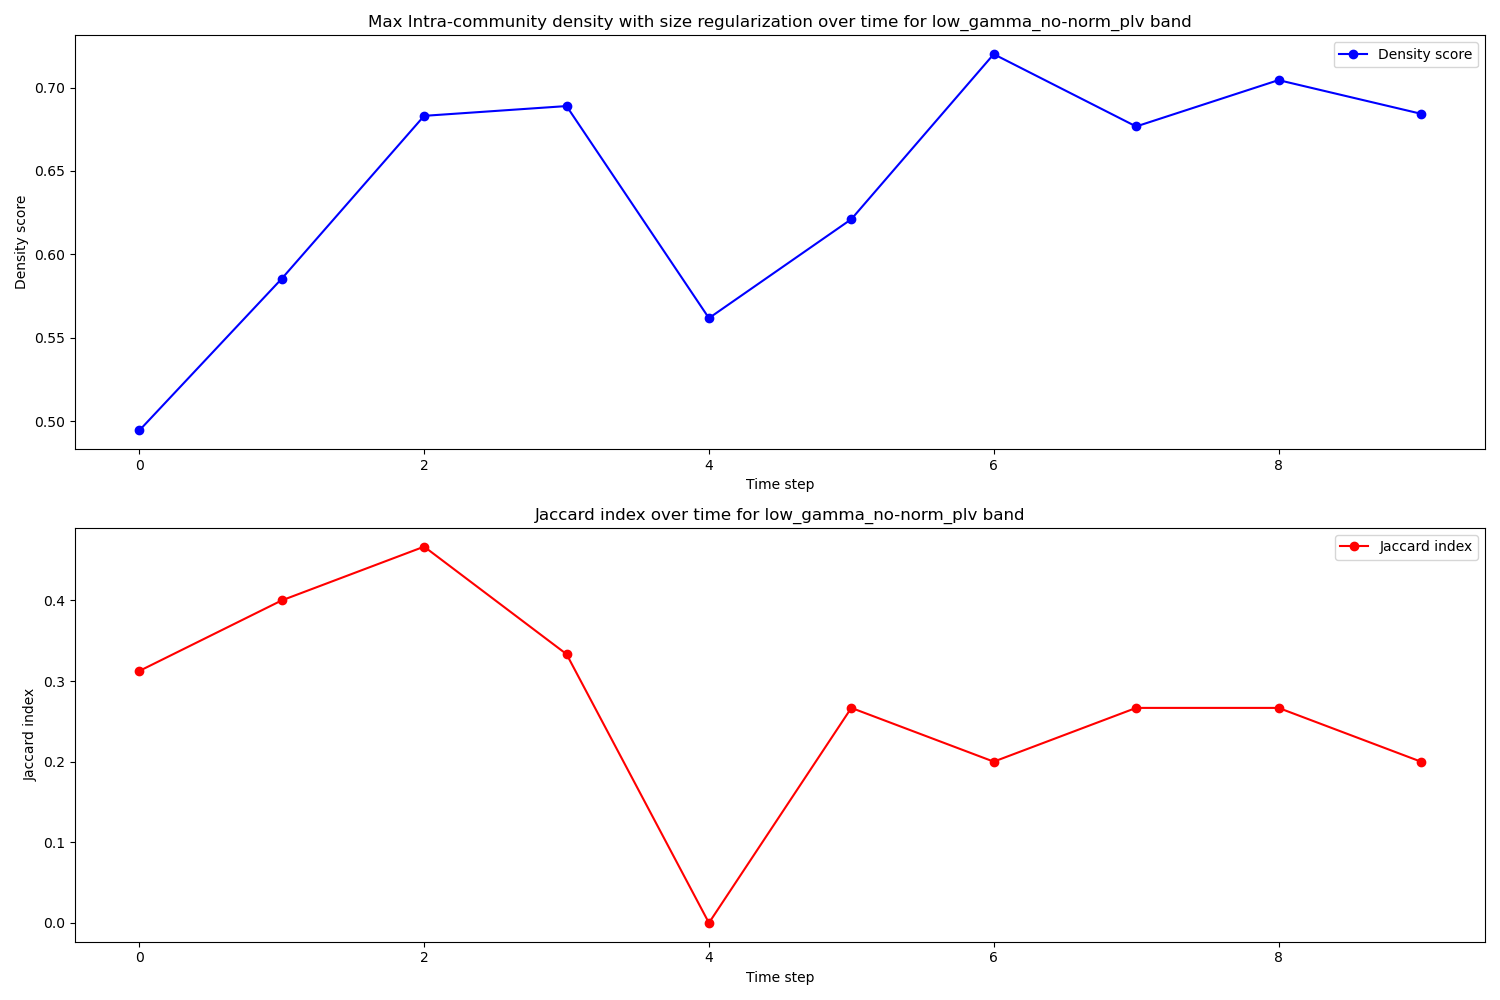 Max Intra-community density with size regularization over time for low_gamma_no-norm_plv band
Density score
0.70
0.65
0.60
0.55
0.50
Density score
0 2 4 6 8
Time step
Jaccard index over time for low_gamma_no-norm_plv band
Jaccard index
0.4
0.3
0.2
0.1
0.0
Jaccard index
0 2 4 6 8
Time step